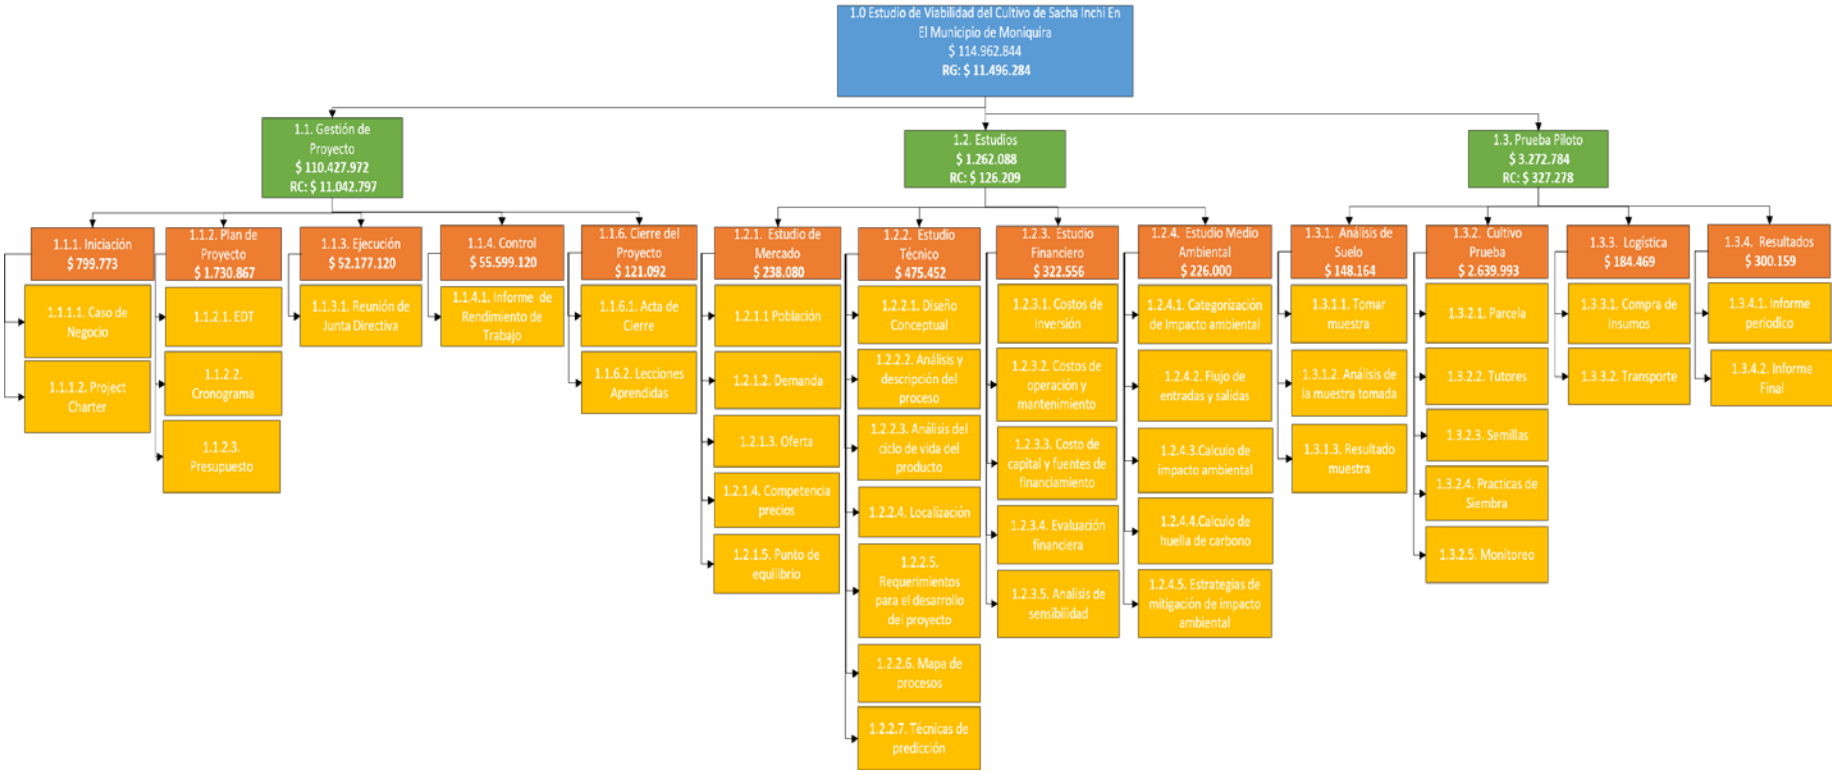 1.0 Estudio de Viabilidad del Cultivo de Sacha Inchi En
El Municipio de Moniquira
$ 114.962.844
RG: $ 11.496.284
1.1. Gestión de
Proyecto
$ 110.427.972
RC: $ 11.042.797
1.2. Estudios
$ 1.262.088
RC: $ 126.209
1.3. Prueba Piloto
$ 3.272.784
RC: $ 327.278
1.1.1. Iniciación
$ 799.773
1.1.1.1. Caso de
Negocio
1.1.1.2. Project
Charter
1.1.2. Plan de
Proyecto
$ 1.730.867
1.1.2.1. EDT
1.1.2.2.
Cronograma
1.1.2.3.
Presupuesto
1.1.3. Ejecución
$ 52.177.120
1.1.3.1. Reunión de
Junta Directiva
1.1.4. Control
$ 55.599.120
1.1.4.1. Informe de
Rendimiento de
Trabajo
1.1.6. Cierre del
Proyecto
$ 121.092
1.1.6.1. Acta de
Cierre
1.1.6.2. Lecciones
Aprendidas
1.2.1. Estudio de
Mercado
$ 238.080
1.2.1.1 Población
1.2.1.2. Demanda
1.2.1.3. Oferta
1.2.1.4. Competencia
precios
1.2.1.5. Punto de
equilibrio
1.2.2. Estudio
Técnico
$ 475.452
1.2.2.1. Diseño
Conceptual
1.2.2.2. Análisis y
descripción del
proceso
1.2.2.3. Análisis del
ciclo de vida del
producto
1.2.2.4. Localización
1.2.2.5.
Requerimientos
para el desarrollo
del proyecto
1.2.2.6. Mapa de
procesos
1.2.2.7. Técnicas de
predicción
1.2.3. Estudio
Financiero
$ 322.556
1.2.3.1. Costos de
Inversión
1.2.3.2. Costos de
operación y
mantenimiento
1.2.3.3. Costo de
capital y fuentes de
financiamiento
1.2.3.4. Evaluación
financiera
1.2.3.5. Analisis de
sensibilidad
1.2.4. Estudio Medio
Ambiental
$ 226.000
1.2.4.1. Categorización
de Impacto ambiental
1.2.4.2. Flujo de
entradas y salidas
1.2.4.3.Calculo de
impacto ambiental
1.2.4.4.Calculo de
huella de carbono
1.2.4.5. Estrategias de
mitigación de impacto
ambiental
1.3.1. Análisis de
Suelo
$ 148.164
1.3.1.1. Tomar
muestra
1.3.1.2. Análisis de
la muestra tomada
1.3.1.3. Resultado
muestra
1.3.2. Cultivo
Prueba
$ 2.639.993
1.3.2.1. Parcela
1.3.2.2. Tutores
1.3.2.3. Semillas
1.3.2.4. Practicas de
Siembra
1.3.2.5. Monitoreo
1.3.3. Logística
$ 184.469
1.3.3.1. Compra de
Insumos
1.3.3.2. Transporte
1.3.4. Resultados
$ 300.159
1.3.4.1. Informe
periodico
1.3.4.2. Informe
Final